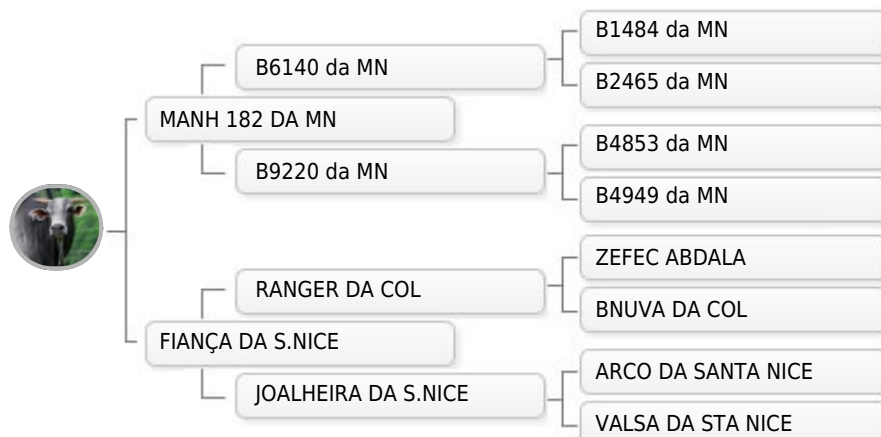 B1484 da MN
B6140 da MN
B2465 da MN
MANH 182 DA MN
B4853 da MN
B9220 da MN
B4949 da MN
ZEFEC ABDALA
RANGER DA COL
BNUVA DA COL
FIANÇA DA S.NICE
ARCO DA SANTA NICE
JOALHEIRA DA S.NICE
VALSA DA STA NICE